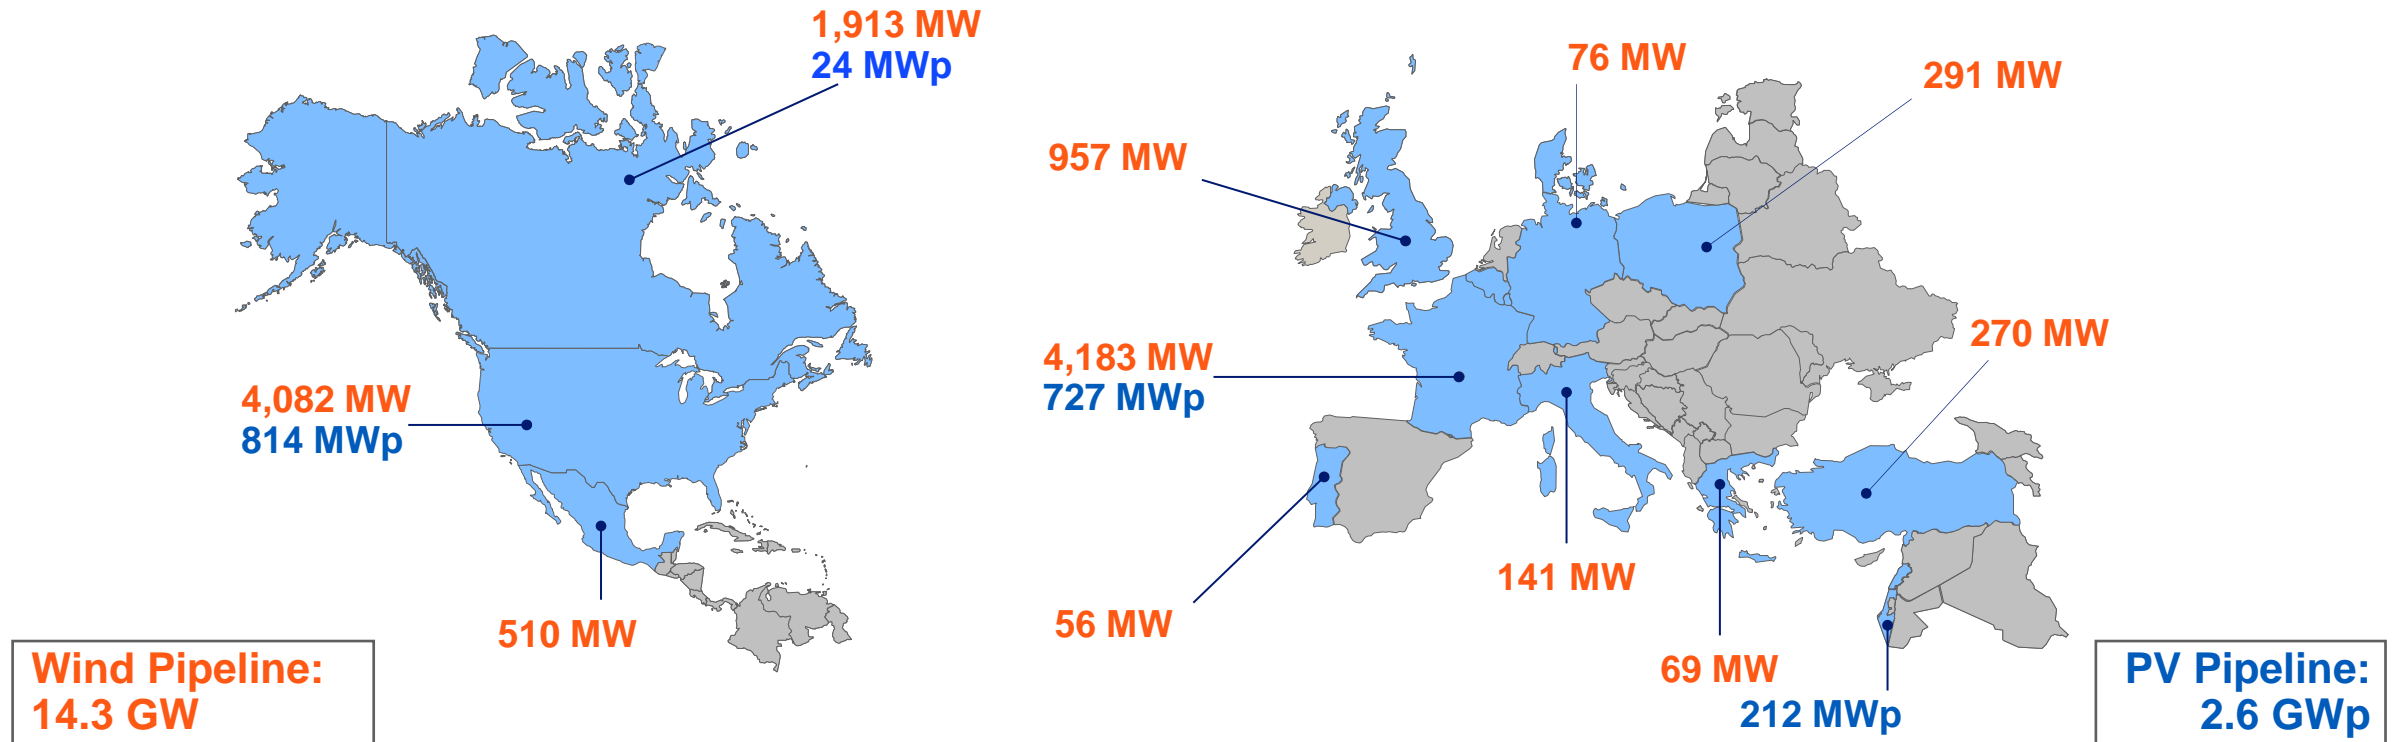 1,913 MW
24 MWp
4,082 MW
814 MWp
510 MW
Wind Pipeline:
14.3 GW
76 MW
291 MW
957 MW
270 MW
4,183 MW
727 MWp
141 MW
56 MW
69 MW
212 MWp
PV Pipeline:
2.6 GWp